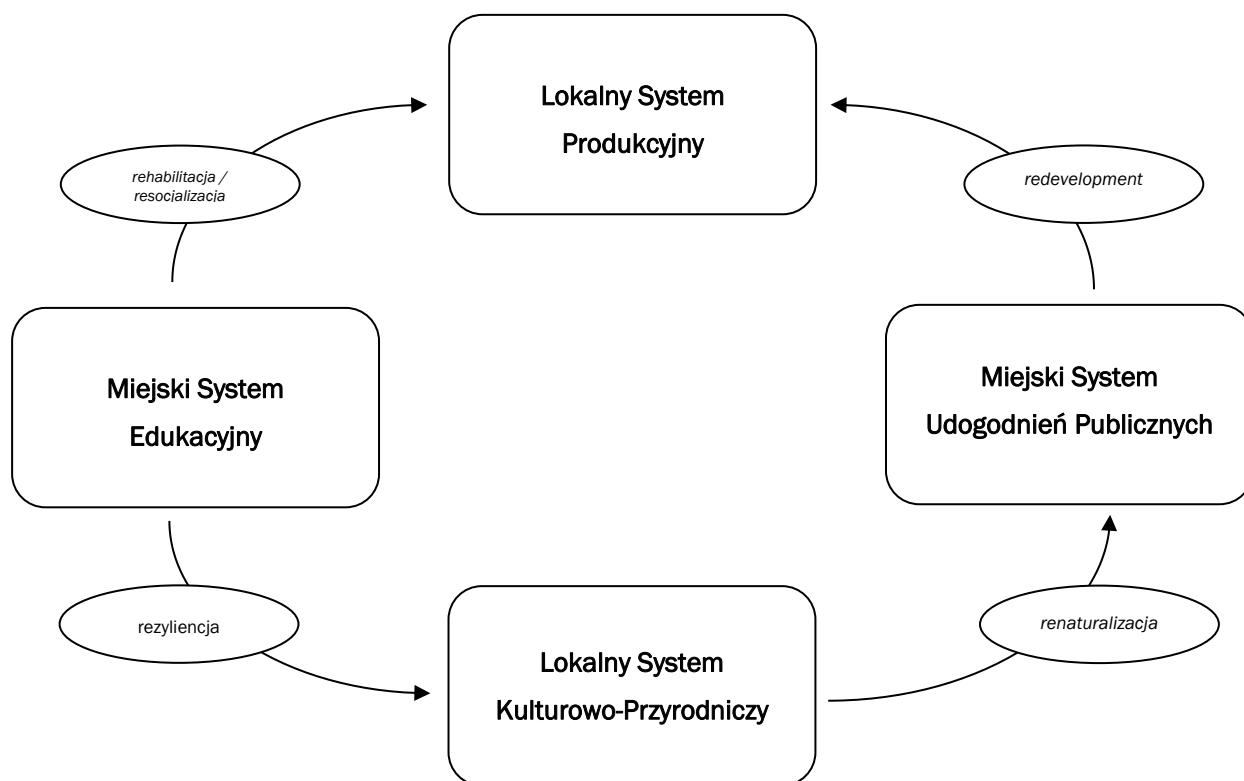 Lokalny System
Produkcyjny
rehabilitacja /
resocjalizacja
redevelopment
Miejski System
Edukacyjny
Miejski System
Udogodnień Publicznych
rezyliencja
Lokalny System
Kulturowo-Przyrodniczy
renaturalizacja